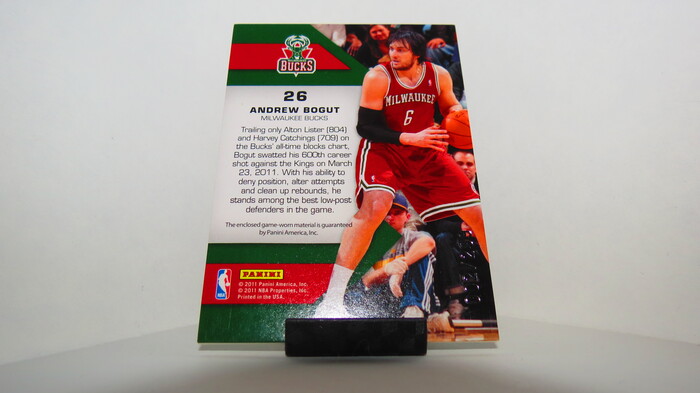 BUCKS
26
ANDREW BOGUT
MILWAUKEE BUCKS
Trailing only Alton Lister (804)
and Harvey Catchings (709) on
the Bucks' all-time blocks chart,
Bogut swatted his 600th career
shot against the Kings on March
23, 2011. With his ability to
deny position, alter attempts
and clean up rebounds, he
stands among the best low-post
defenders in the game.
The enclosed game-worn material is guaranteed
by Panini America, Inc.
MILWAUKEE
6
NBA
PANINI
© 2011 Panini America, Inc.
© 2011 NBA Properties, Inc.
Printed in the USA.